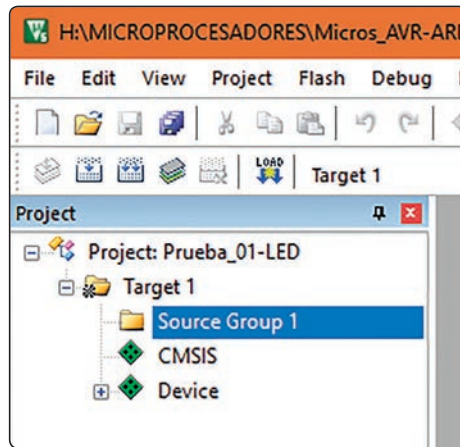 H:\MICROPROCESADORES\Micros_AVR-AR
File Edit View Project Flash Debug
LOAD Target 1
Project
Project: Prueba_01-LED
Target 1
Source Group 1
CMSIS
Device